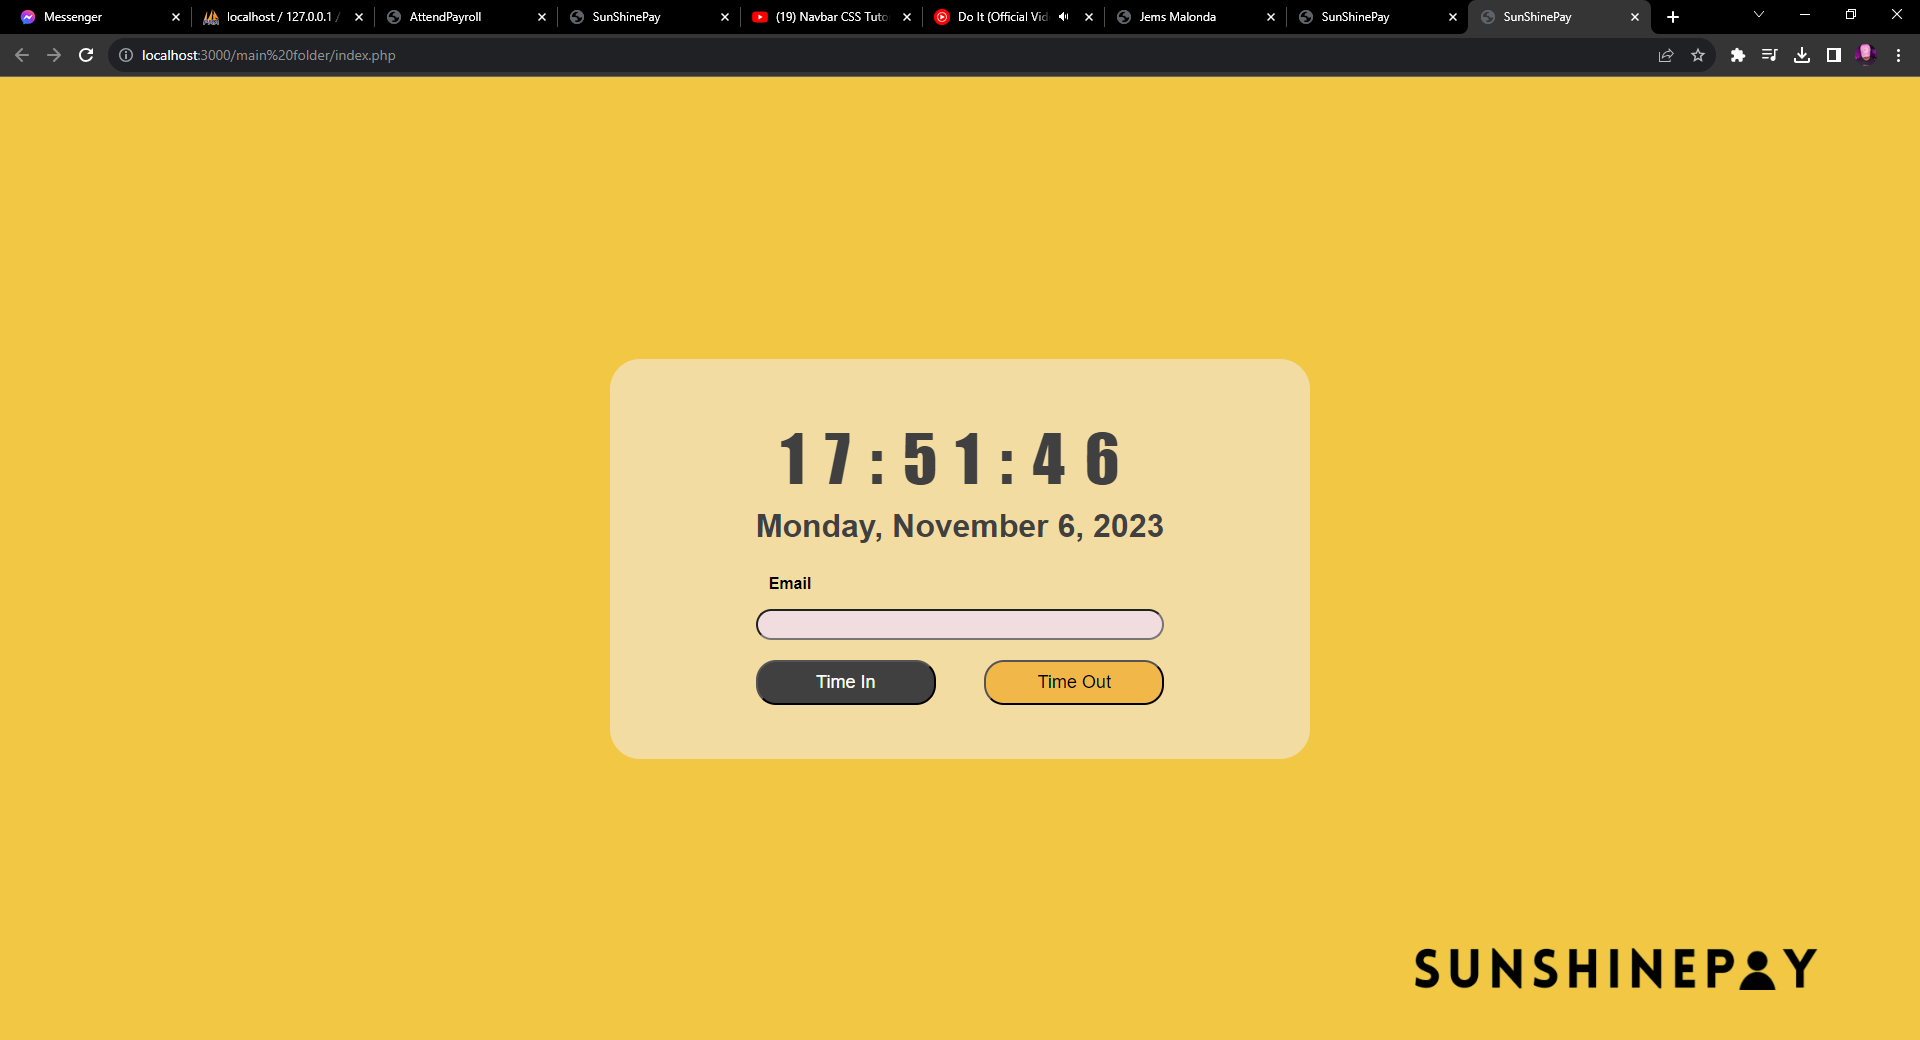 Messenger
localhost / 127.0.0.1 /
AttendPayroll
SunShinePay
(19) Navbar CSS Tuto
Do It (Official Vid
Jems Malonda
SunShinePay
SunShinePay
localhost:3000/main%20folder/index.php
17:51:46
Monday, November 6, 2023
Email
Time In
Time Out
SUNSHINEPAY